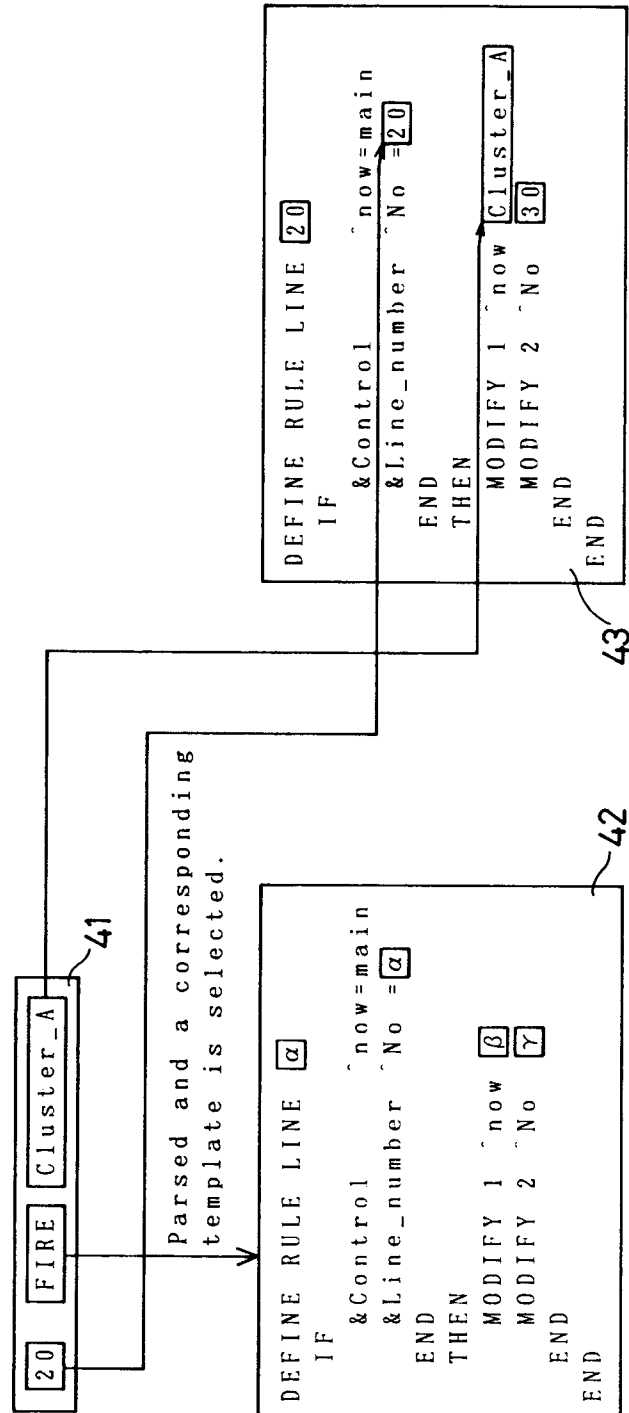 20 FIRE Cluster_A
41
Parsed and a corresponding
template is selected.
DEFINE RULE LINE α
IF
&Control ^now=main
&Line_number ^No =α
END
THEN
MODIFY 1 ^now β
MODIFY 2 ^No γ
END
END
42
DEFINE RULE LINE 20
IF
&Control ^now=main
&Line_number ^No =20
END
THEN
MODIFY 1 ^now Cluster_A
MODIFY 2 ^No 30
END
END
43